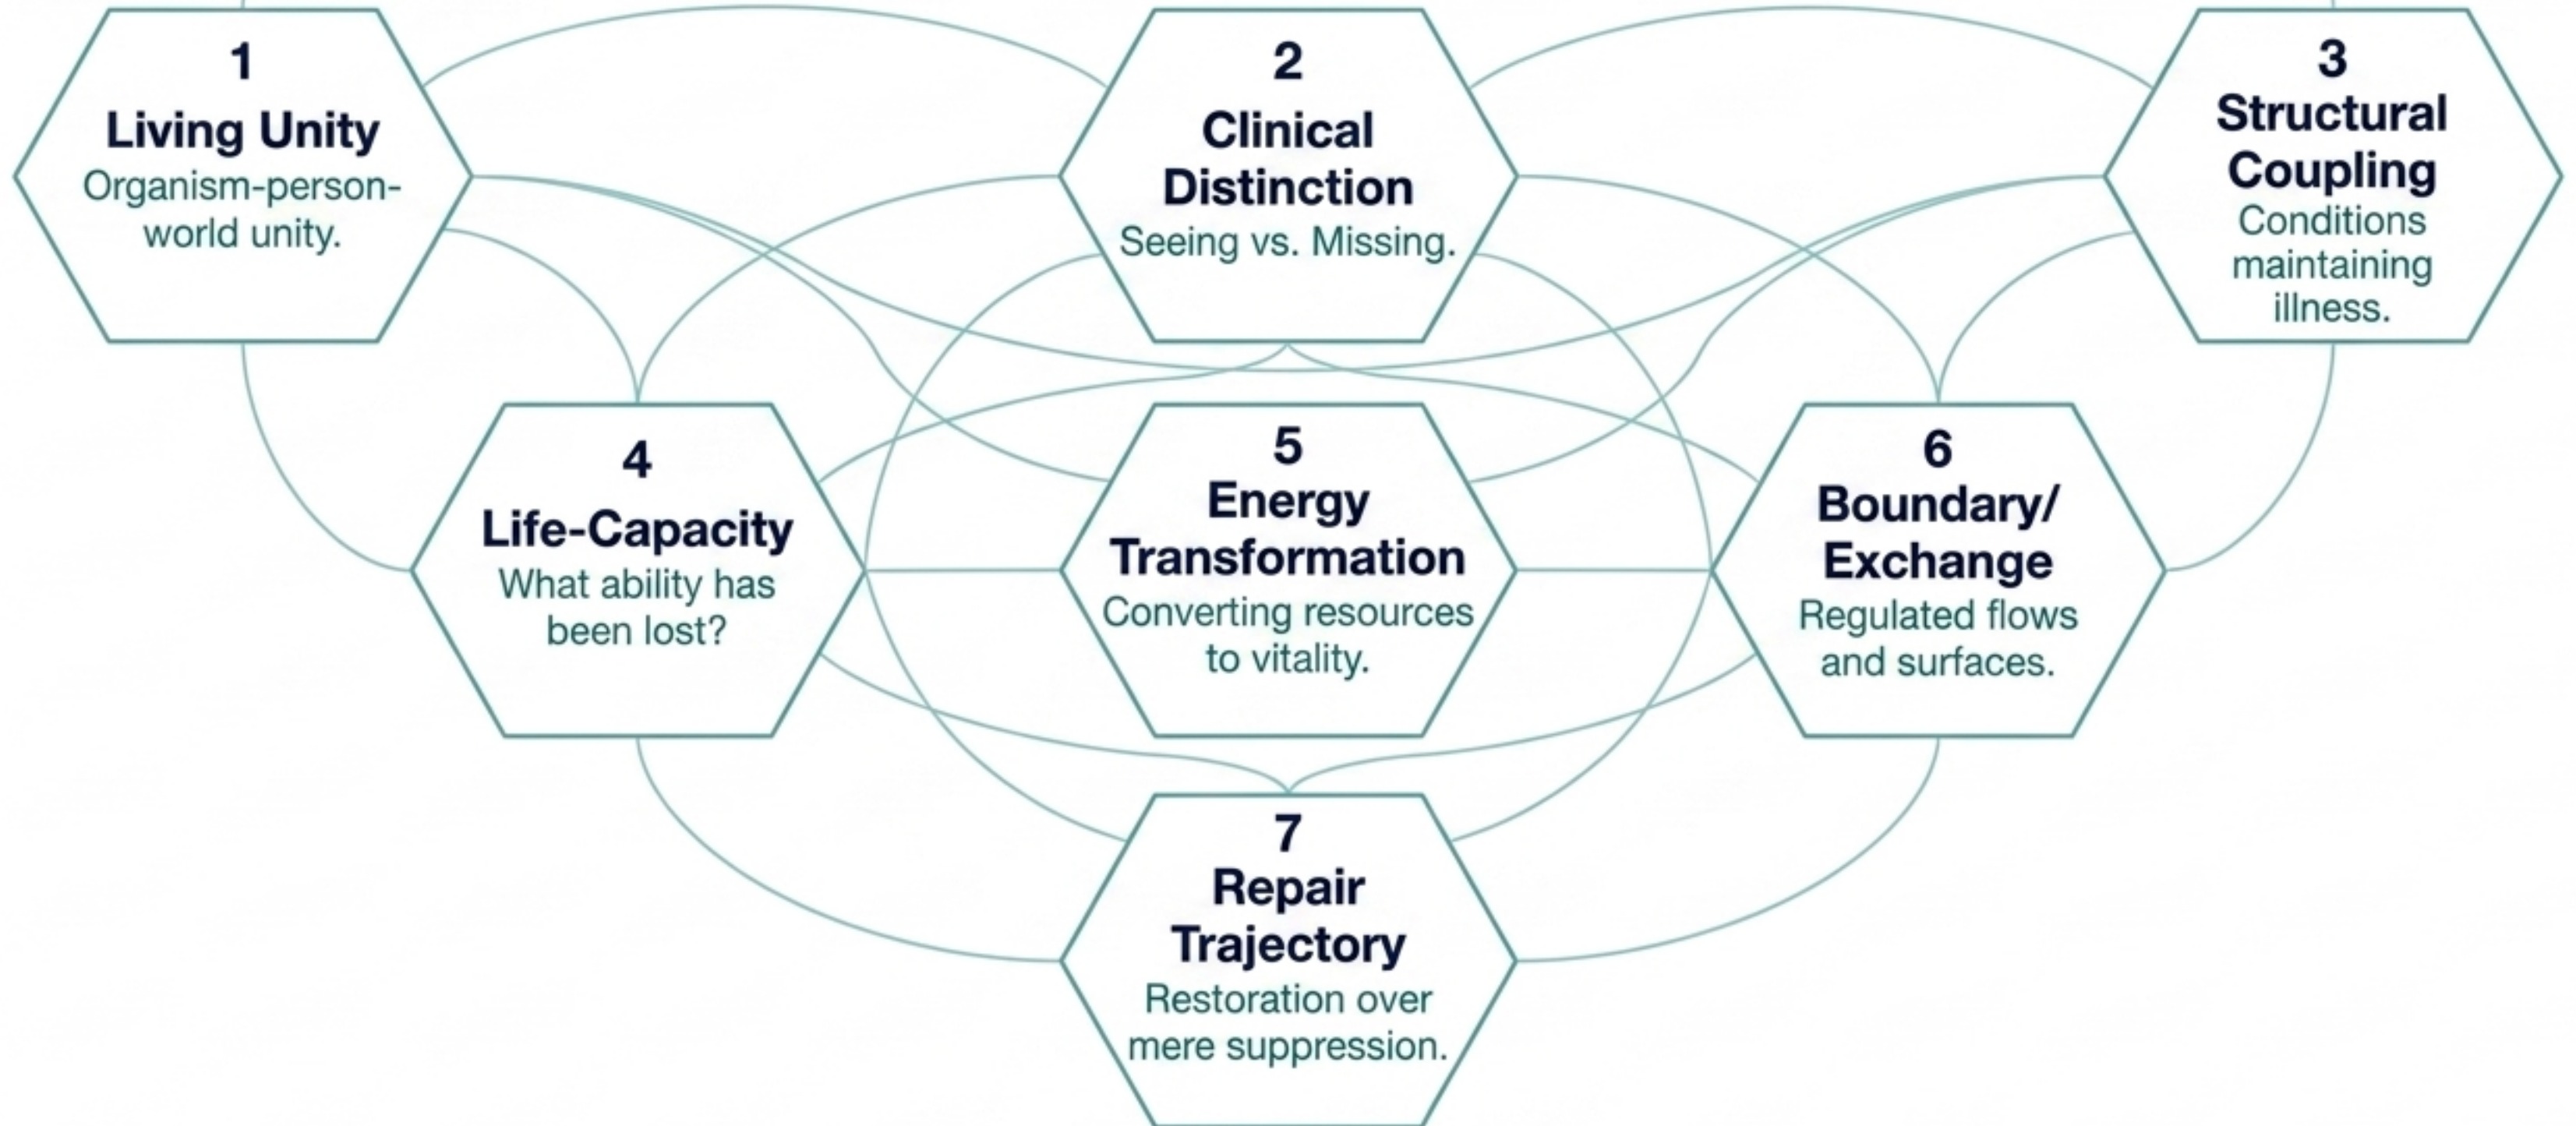 1
Living Unity
Organism-person-
world unity.
2
Clinical
Distinction
Seeing vs. Missing.
3
Structural
Coupling
Conditions
maintaining
illness.
4
Life-Capacity
What ability has
been lost?
5
Energy
Transformation
Converting resources
to vitality.
6
Boundary/
Exchange
Regulated flows
and surfaces.
7
Repair
Trajectory
Restoration over
mere suppression.